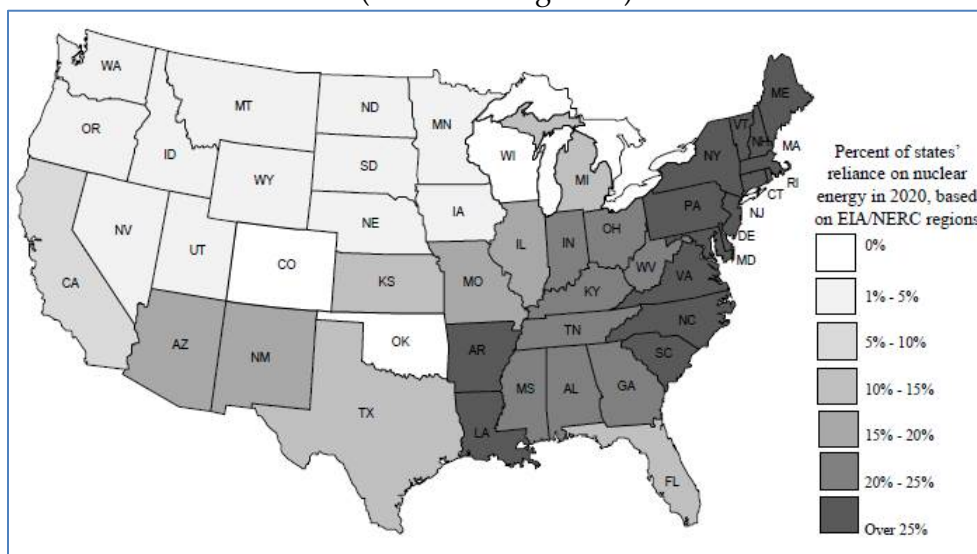 WA
MT
ND
MN
OR
ID
SD
WI
WY
MI
NE
IA
NV
UT
CO
IL
IN
OH
PA
NY
VT
NH
ME
MA
RI
CT
NJ
DE
MD
CA
KS
MO
WV
VA
KY
NC
TN
AZ
NM
OK
AR
SC
MS
AL
GA
TX
LA
FL
Percent of states'
reliance on nuclear
energy in 2020, based
on EIA/NERC regions
0%
1% - 5%
5% - 10%
10% - 15%
15% - 20%
20% - 25%
Over 25%